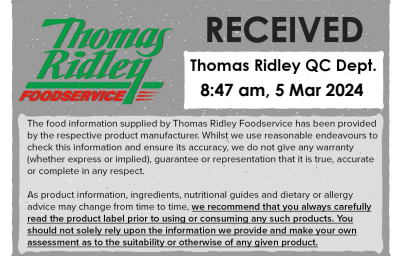 Thomas
Ridley
FOODSERVICE
RECEIVED
Thomas Ridley QC Dept.
8:47 am, 5 Mar 2024
The food information supplied by Thomas Ridley Foodservice has been provided
by the respective product manufacturer. Whilst we use reasonable endeavours to
check this information and ensure its accuracy, we do not give any warranty
(whether express or implied), guarantee or representation that it is true, accurate
or complete in any respect.
As product information, ingredients, nutritional guides and dietary or allergy
advice may change from time to time, we recommend that you always carefully
read the product label prior to using or consuming any such products. You
should not solely rely upon the information we provide and make your own
assessment as to the suitability or otherwise of any given product.